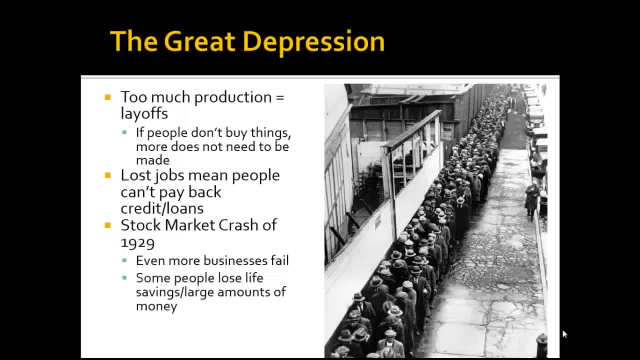 The Great Depression
Too much production =
layoffs
If people don't buy things,
more does not need to be
made
Lost jobs mean people
can't pay back
credit/loans
Stock Market Crash of
1929
Even more businesses fail
Some people lose life
savings/large amounts of
money